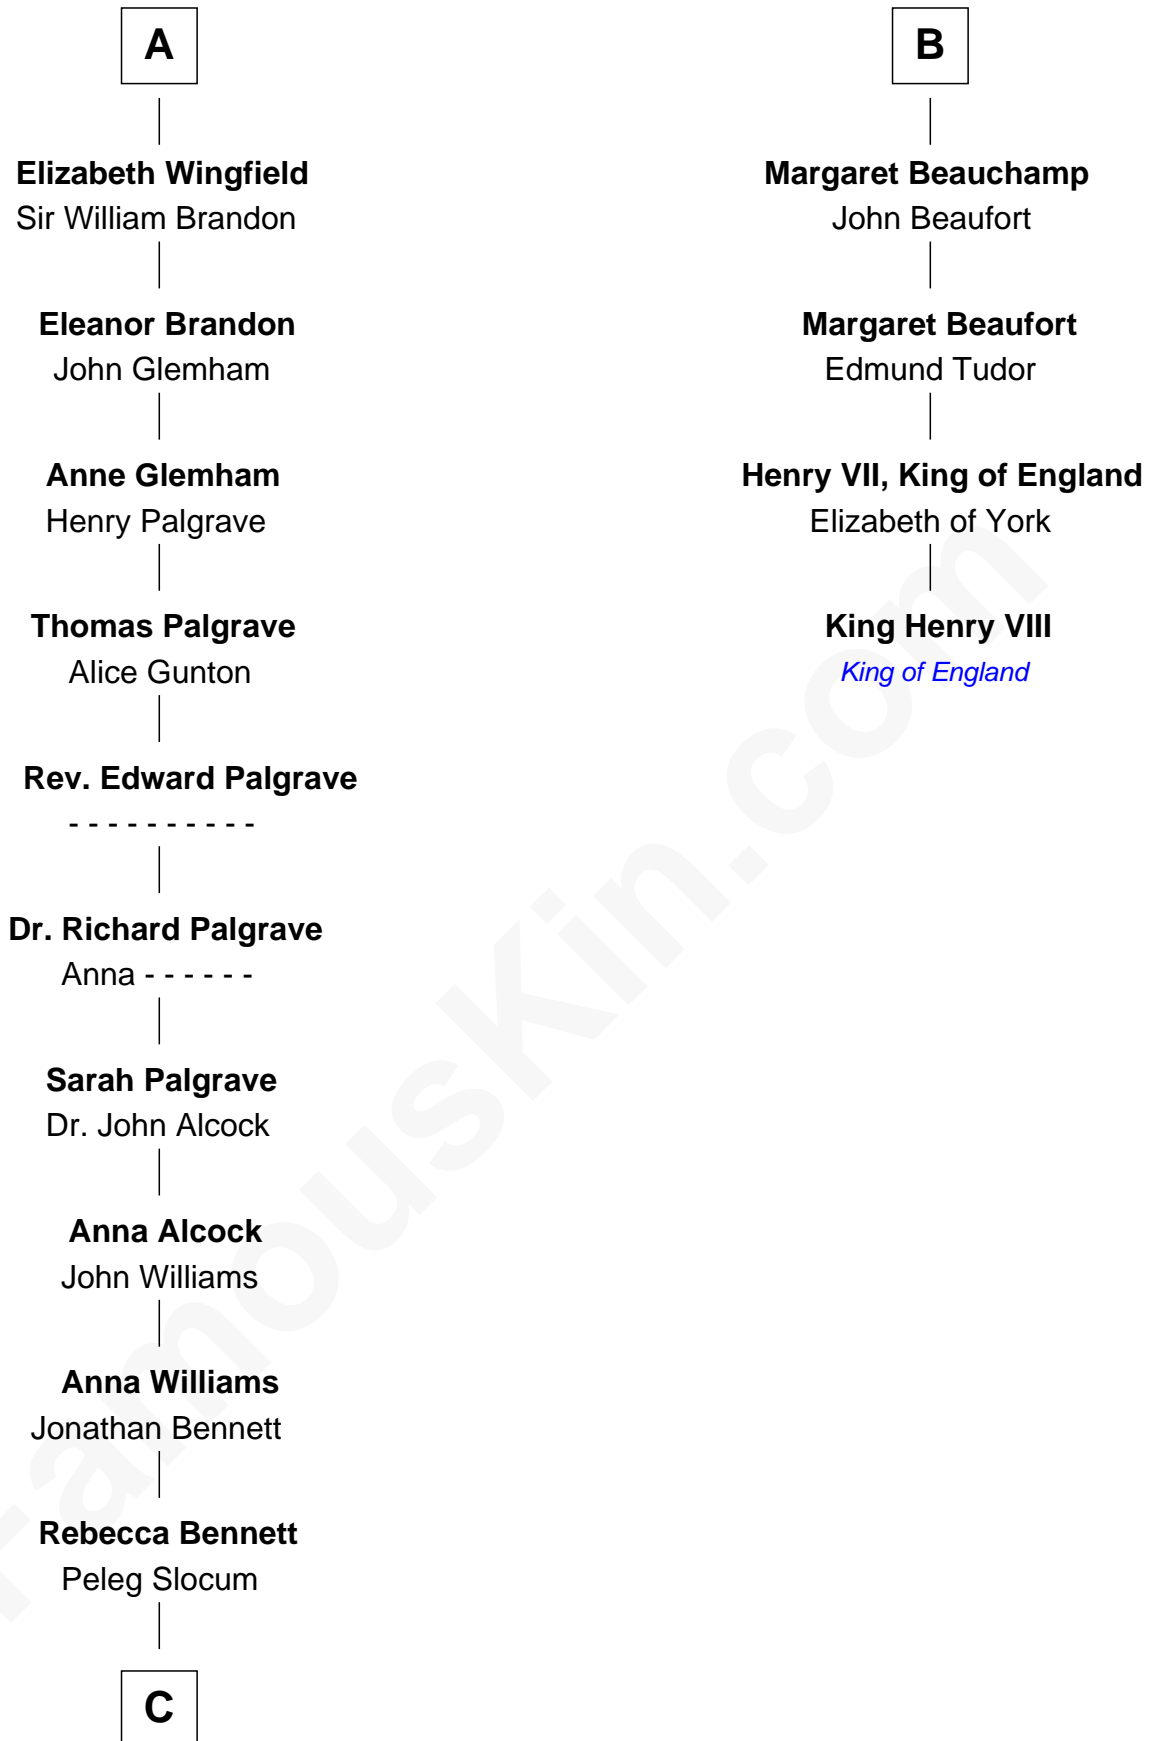 A
Elizabeth Wingfield
Sir William Brandon
Eleanor Brandon
John Glemham
Anne Glemham
Henry Palgrave
Thomas Palgrave
Alice Gunton
Rev. Edward Palgrave
- - - - - - - - - -
Dr. Richard Palgrave
Anna - - - - - -
Sarah Palgrave
Dr. John Alcock
Anna Alcock
John Williams
Anna Williams
Jonathan Bennett
Rebecca Bennett
Peleg Slocum
C
B
Margaret Beauchamp
John Beaufort
Margaret Beaufort
Edmund Tudor
Henry VII, King of England
Elizabeth of York
King Henry VIII
King of England
FamousKin.com